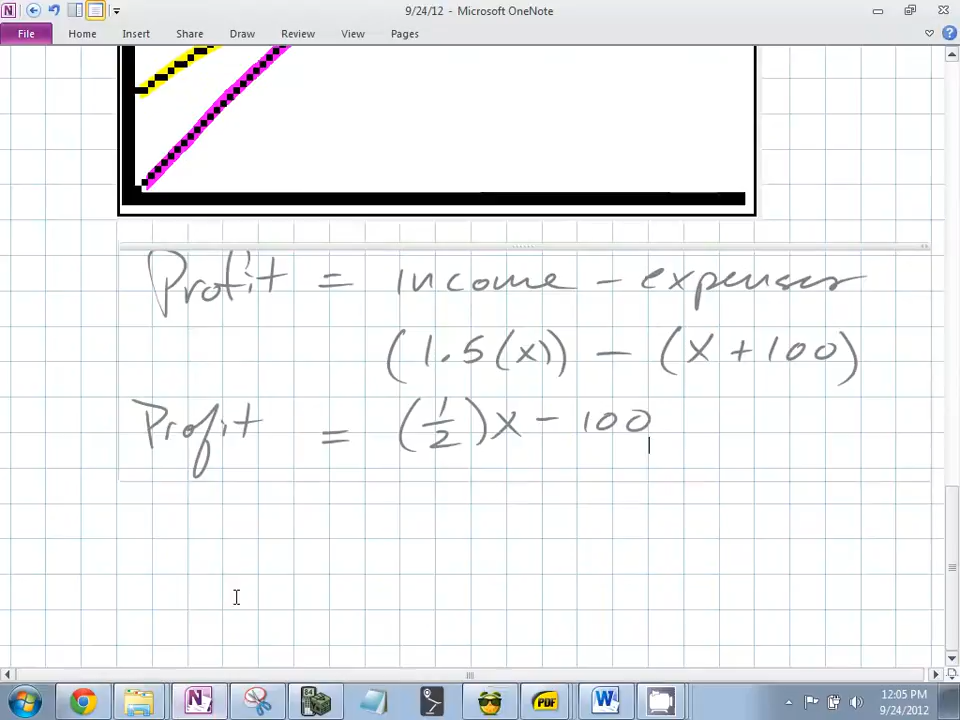 9/24/12 - Microsoft OneNote
File Home Insert Share Draw Review View Pages
Profit = income - expenses
(1.5(x)) - (x + 100)
Profit = (1/2)x - 100
12:05 PM
9/24/2012